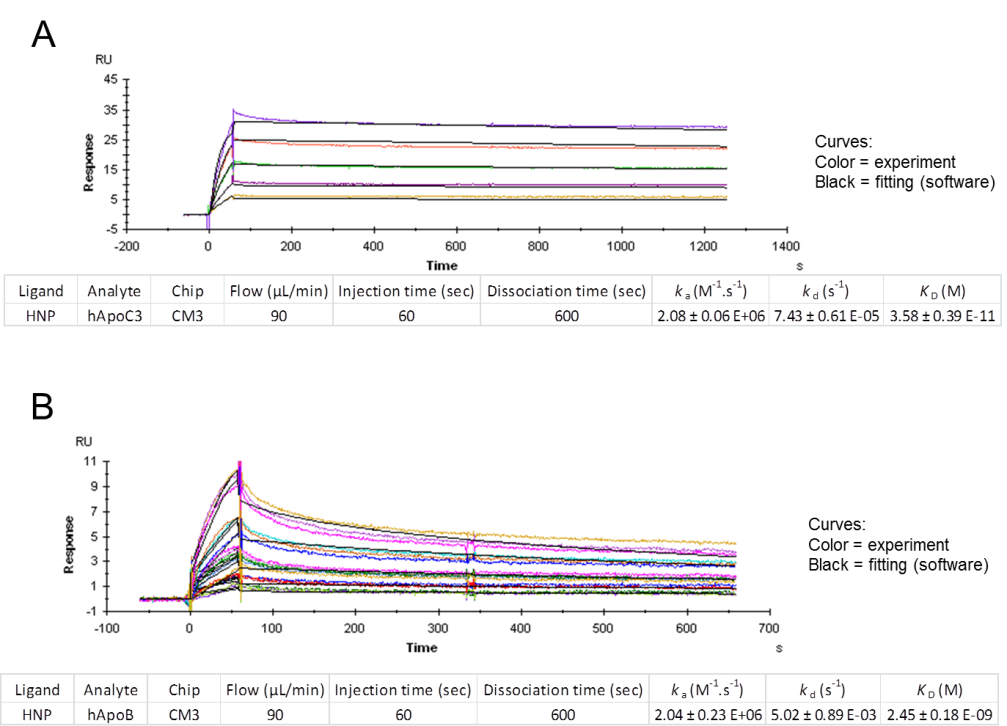 A
RU
45
35
25
15
5
-5
Response
-200 0 200 400 600 800 1000 1200 1400
Time
s
Curves:
Color = experiment
Black = fitting (software)
Ligand Analyte Chip Flow (µL/min) Injection time (sec) Dissociation time (sec) ka (M-1.s-1) kd (s-1) KD (M)
HNP hApoC3 CM3 90 60 600 2.08 ± 0.06 E+06 7.43 ± 0.61 E-05 3.58 ± 0.39 E-11
B
RU
11
9
7
5
3
1
-1
Response
-100 0 100 200 300 400 500 600 700
Time
s
Curves:
Color = experiment
Black = fitting (software)
Ligand Analyte Chip Flow (µL/min) Injection time (sec) Dissociation time (sec) ka (M-1.s-1) kd (s-1) KD (M)
HNP hApoB CM3 90 60 600 2.04 ± 0.23 E+06 5.02 ± 0.89 E-03 2.45 ± 0.18 E-09